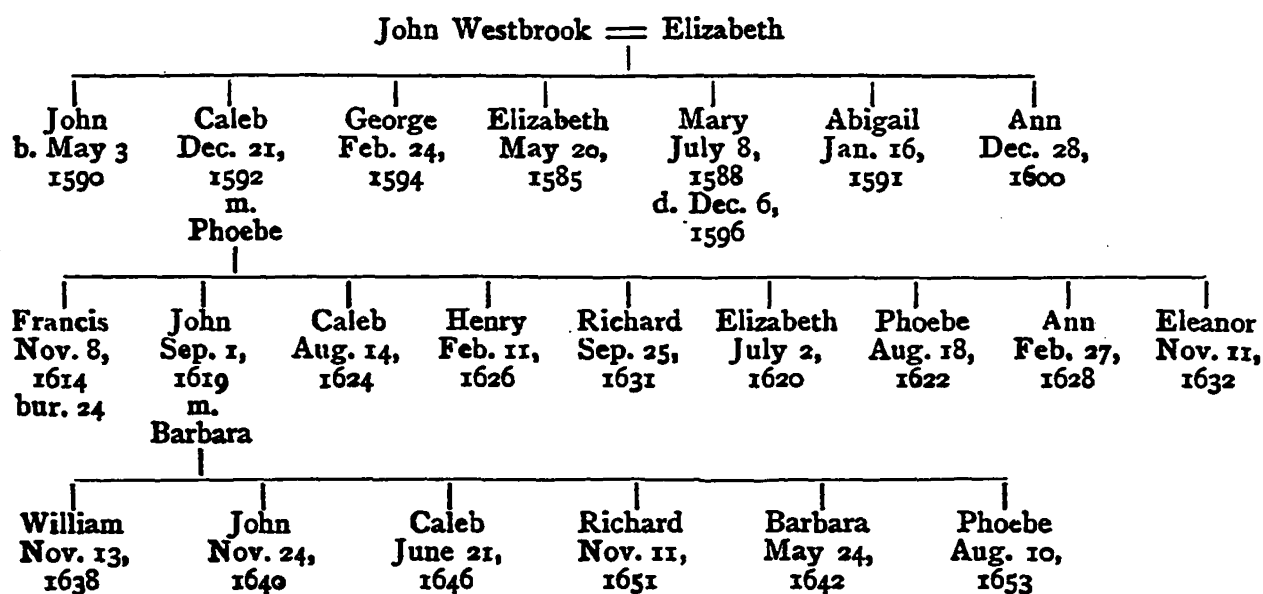 John Westbrook == Elizabeth
John Caleb George Elizabeth Mary Abigail Ann
b. May 3 Dec. 21, Feb. 24, May 20, July 8, Jan. 16, Dec. 28,
1590 1592 1594 1585 1588 1591 1600
m. d. Dec. 6,
Phoebe 1596
Francis John Caleb Henry Richard Elizabeth Phoebe Ann Eleanor
Nov. 8, Sep. 1, Aug. 14, Feb. 11, Sep. 25, July 2, Aug. 18, Feb. 27, Nov. 11,
1614 1619 1624 1626 1631 1620 1622 1628 1632
bur. 24 m.
Barbara
William John Caleb Richard Barbara Phoebe
Nov. 13, Nov. 24, June 21, Nov. 11, May 24, Aug. 10,
1638 1640 1646 1651 1642 1653